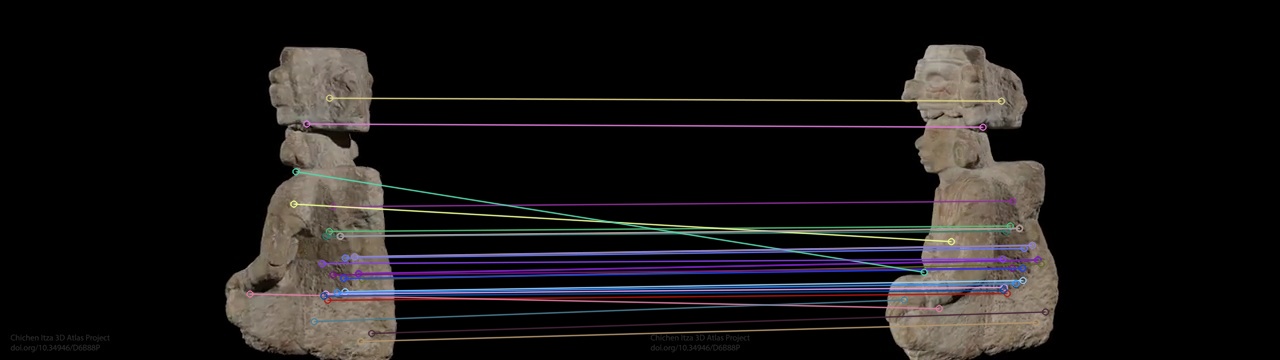 Chichen Itza 3D Atlas Project
doi.org/10.34946/D6B88P
Chichen Itza 3D Atlas Project
doi.org/10.34946/D6B88P